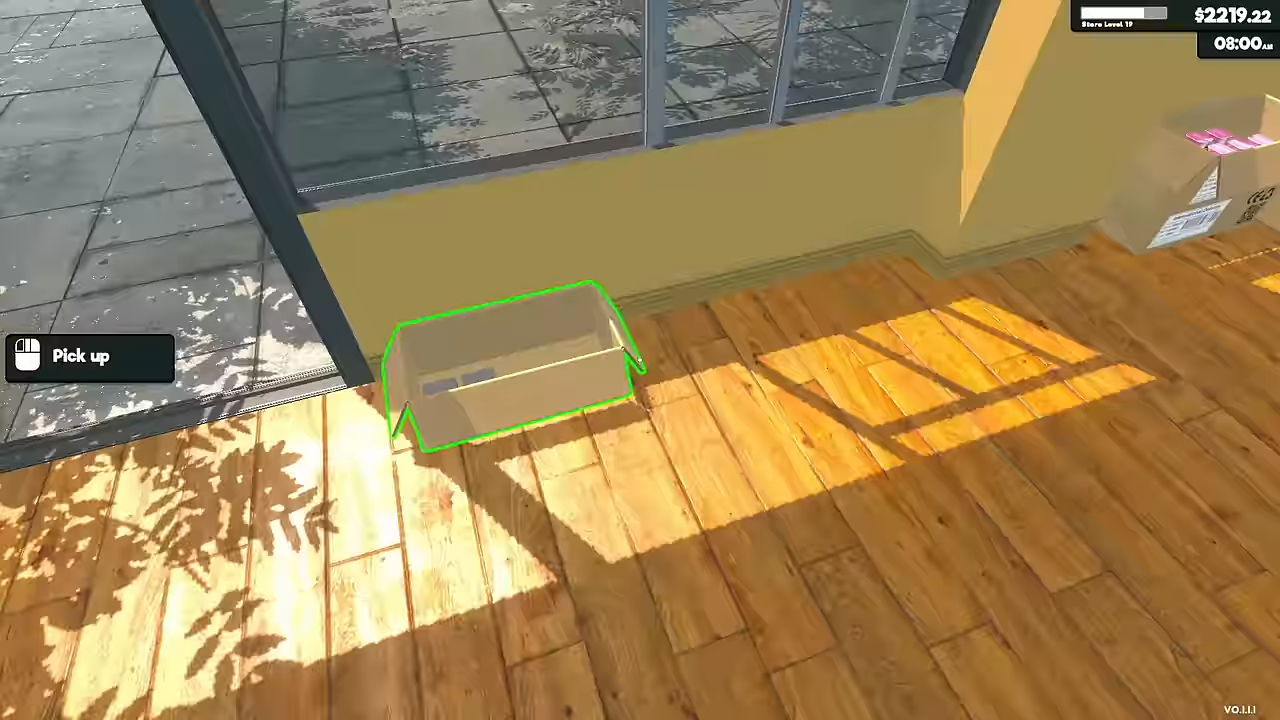 $2219.22
Store Level 19
08:00AM
Pick up
V0.1.1.1